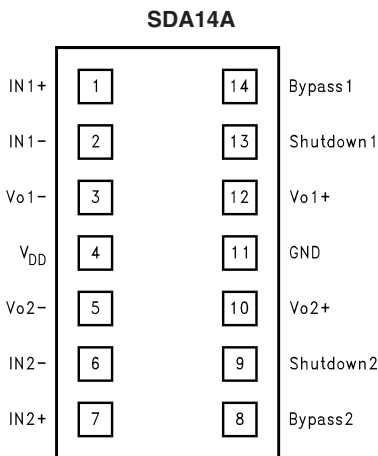 SDA14A
IN1+ 1 14 Bypass1
IN1- 2 13 Shutdown1
Vo1- 3 12 Vo1+
VDD 4 11 GND
Vo2- 5 10 Vo2+
IN2- 6 9 Shutdown2
IN2+ 7 8 Bypass2